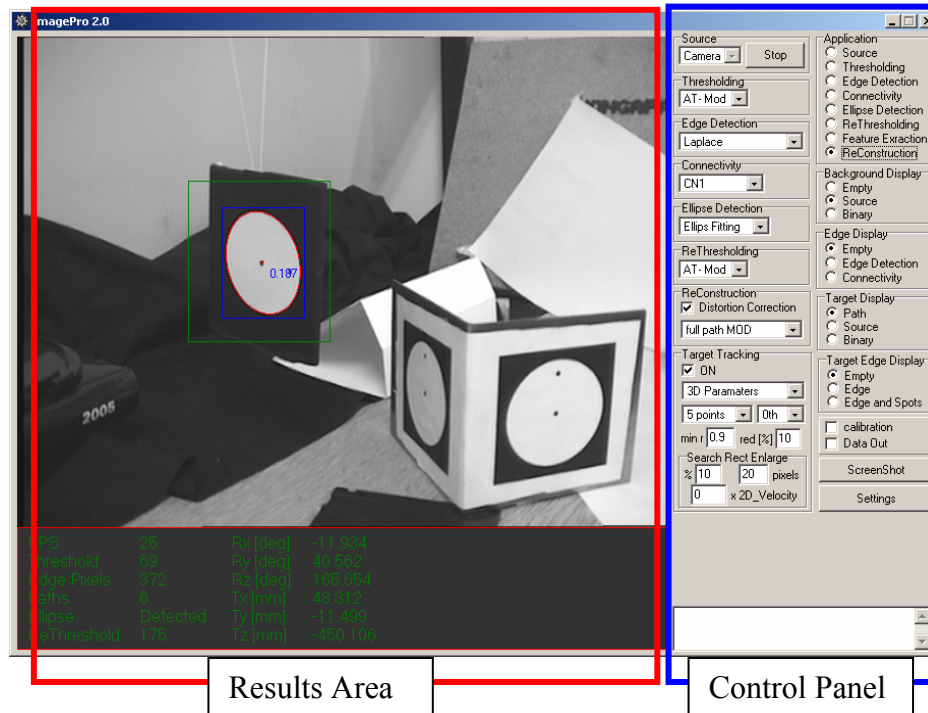 ImagePro 2.0
Source
Camera
Stop
Thresholding
AT- Mod
Edge Detection
Laplace
Connectivity
CN1
Ellipse Detection
Ellips Fitting
ReThresholding
AT- Mod
ReConstruction
Distortion Correction
full path MOD
Target Tracking
ON
3D Paramaters
5 points 0th
min r 0.9 red [%] 10
Search Rect Enlarge
% 10 20 pixels
0 x 2D_Velocity
Application
Source
Thresholding
Edge Detection
Connectivity
Ellipse Detection
ReThresholding
Feature Exraction
ReConstruction
Background Display
Empty
Source
Binary
Edge Display
Empty
Edge Detection
Connectivity
Target Display
Path
Source
Binary
Target Edge Display
Empty
Edge
Edge and Spots
calibration
Data Out
ScreenShot
Settings
0.187
2005
FPS : 25 Rx [deg] : -11.934
Threshold : 69 Ry [deg] : 40.562
Edge Pixels : 372 Rz [deg] : 165.654
Paths : 6 Tx [mm] : 48.312
Ellipse Detected Ty [mm] : -11.499
ReThreshold : 175 Tz [mm] : -450.106
Results Area
Control Panel